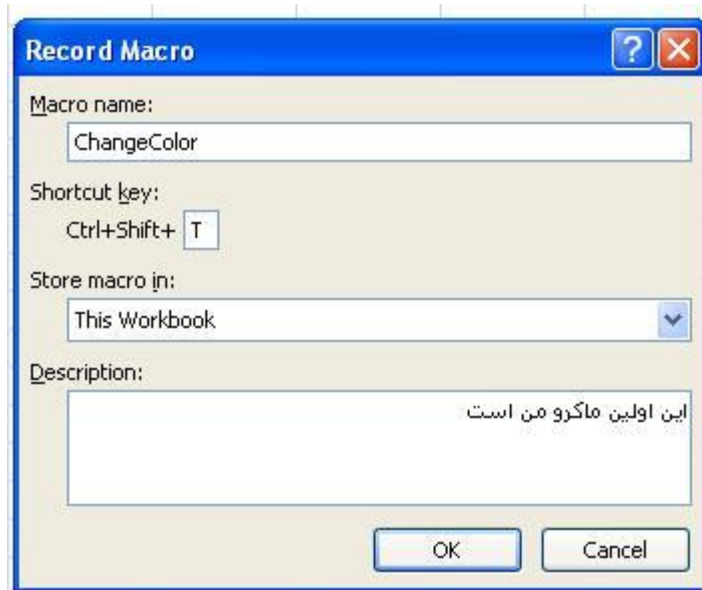 Record Macro
Macro name:
ChangeColor
Shortcut key:
Ctrl+Shift+ T
Store macro in:
This Workbook
Description:
این اولین ماکرو من است
OK Cancel